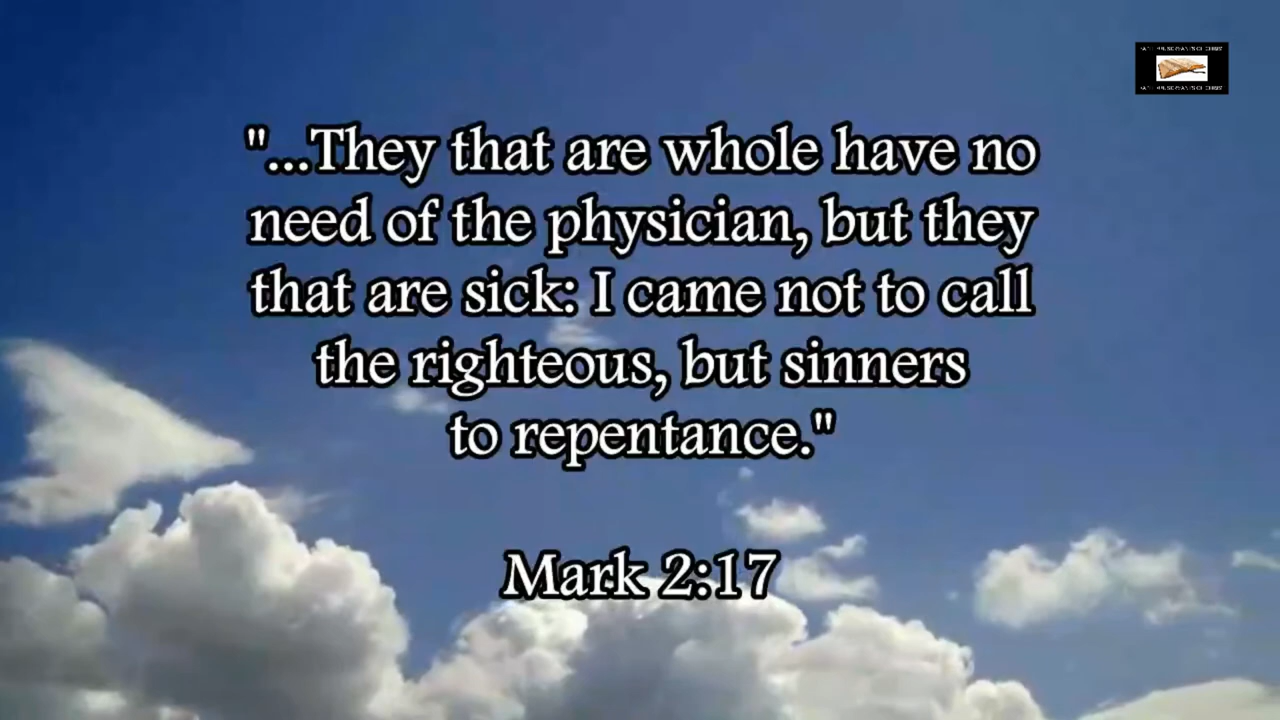 "...They that are whole have no
need of the physician, but they
that are sick: I came not to call
the righteous, but sinners
to repentance."
Mark 2:17